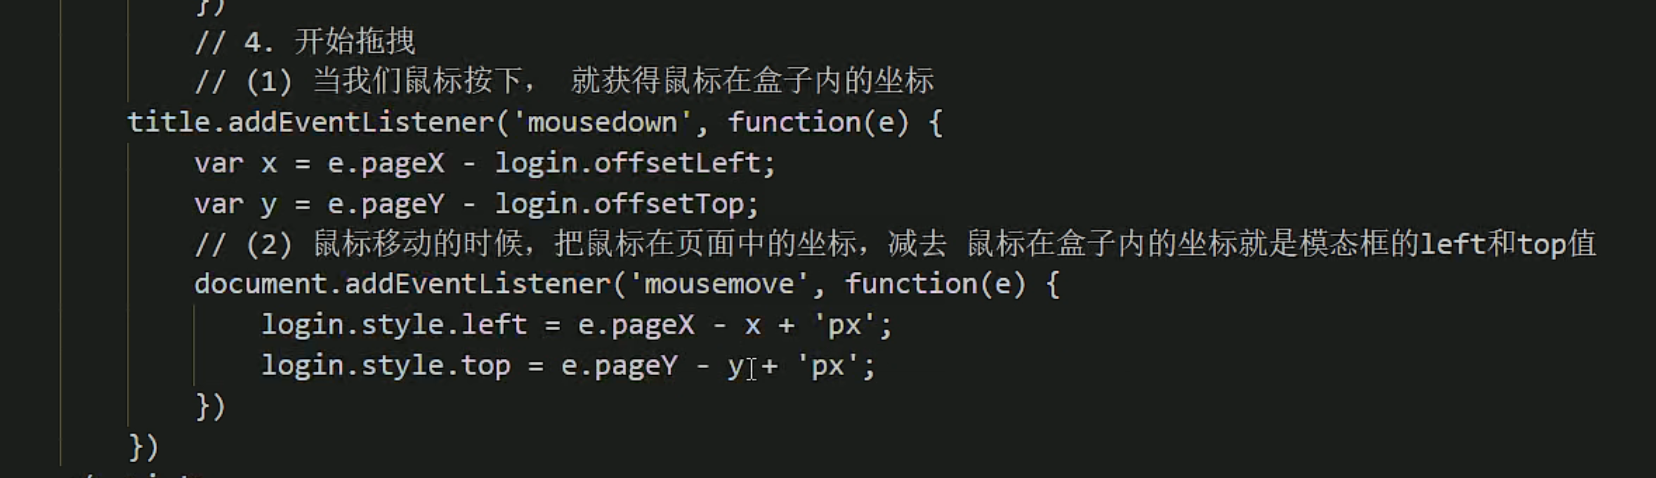 })
// 4. 开始拖拽
// (1) 当我们鼠标按下， 就获得鼠标在盒子内的坐标
title.addEventListener('mousedown', function(e) {
var x = e.pageX - login.offsetLeft;
var y = e.pageY - login.offsetTop;
// (2) 鼠标移动的时候，把鼠标在页面中的坐标，减去 鼠标在盒子内的坐标就是模态框的left和top值
document.addEventListener('mousemove', function(e) {
login.style.left = e.pageX - x + 'px';
login.style.top = e.pageY - y + 'px';
})
})